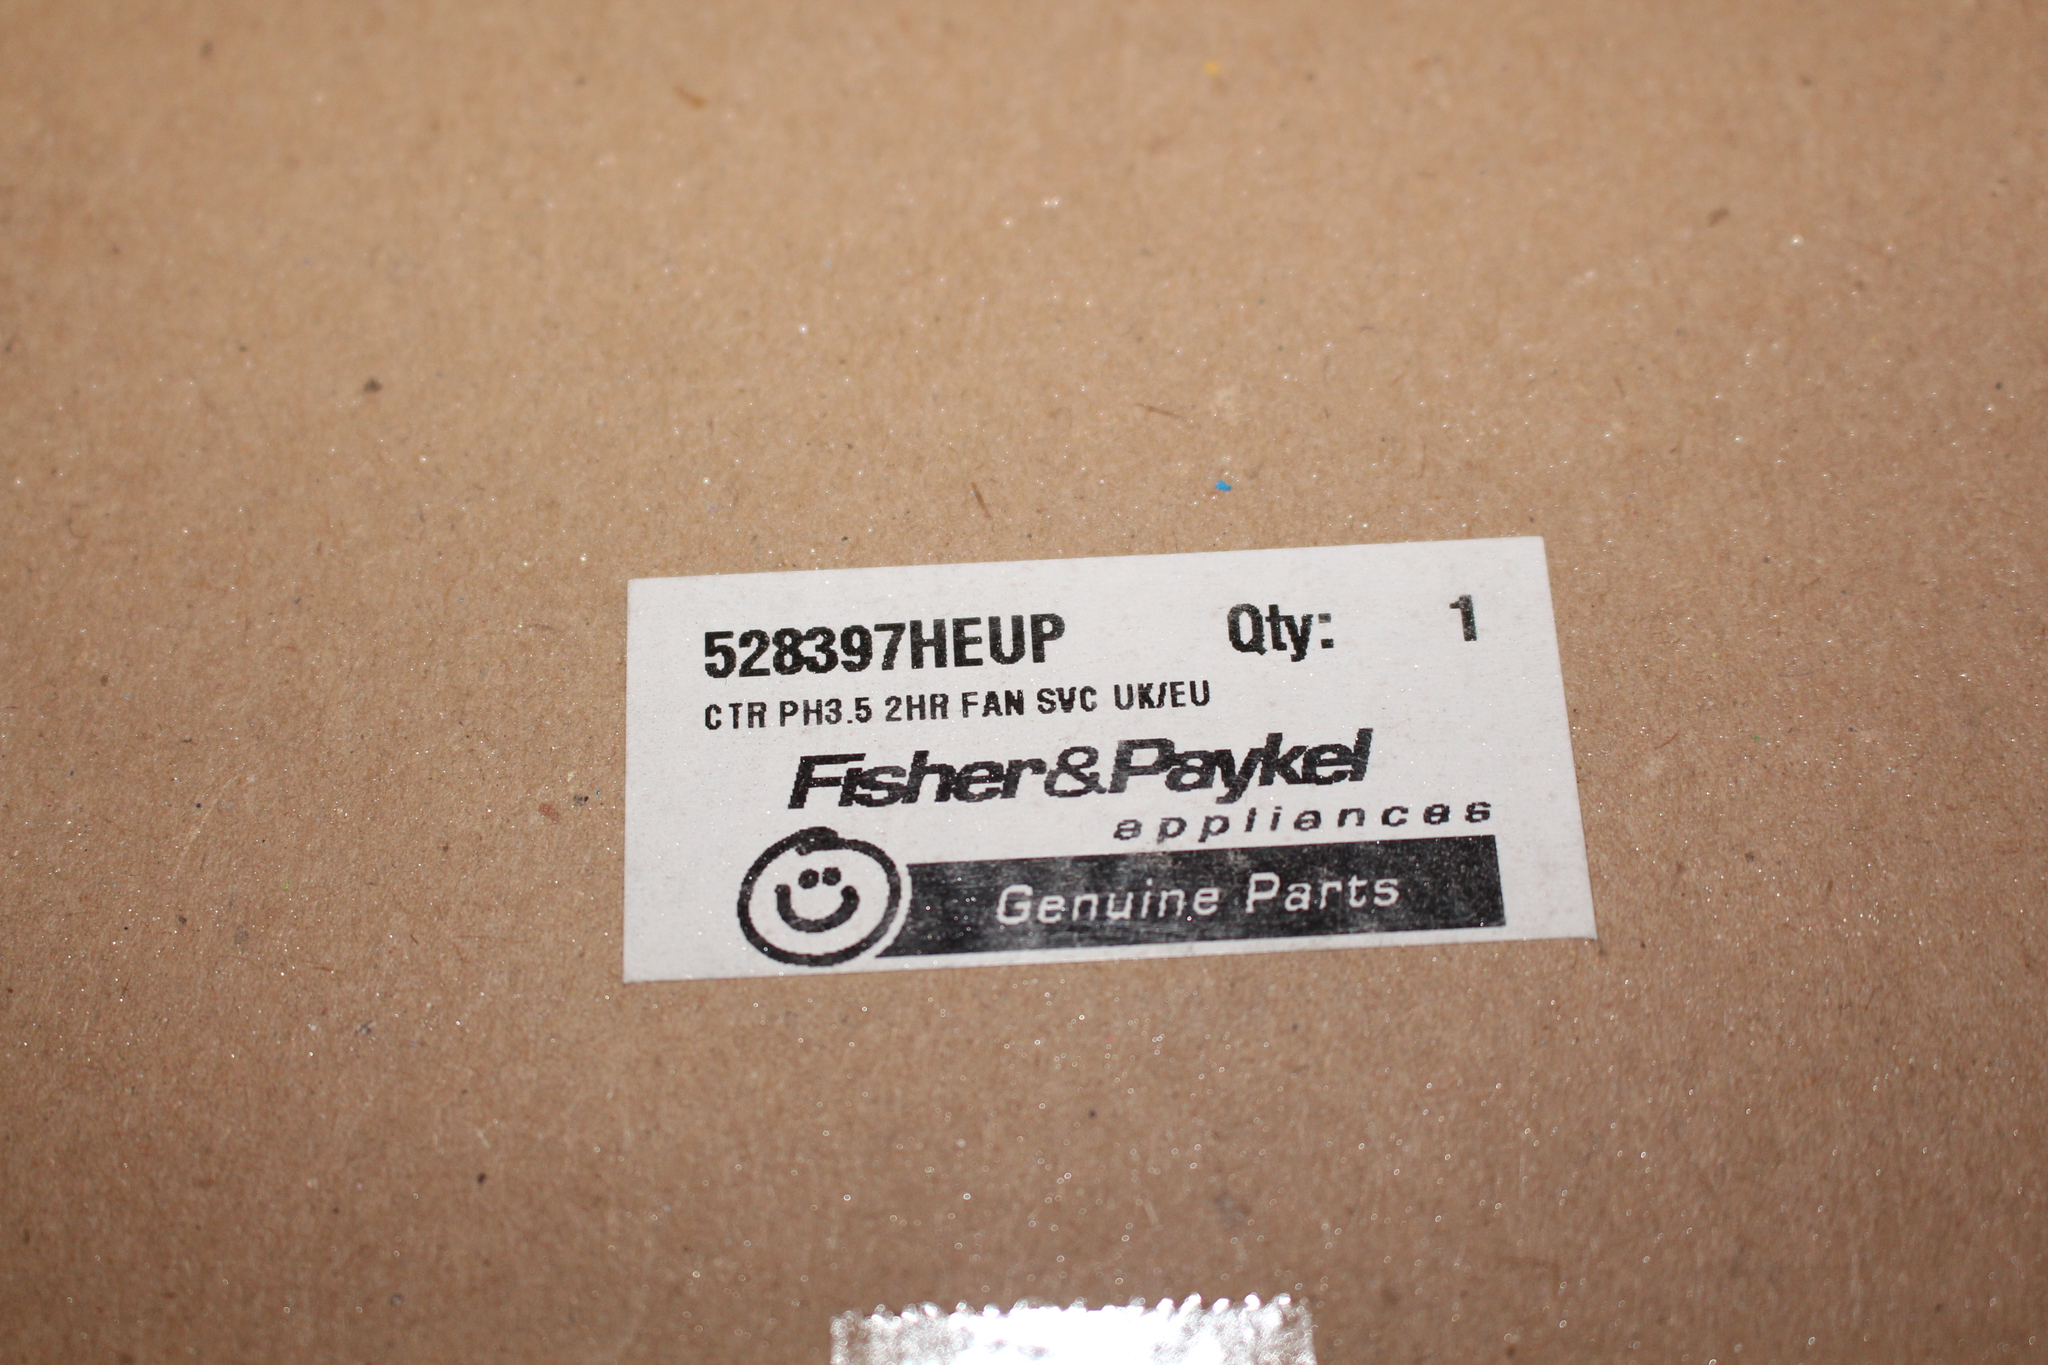 528397HEUP Qty: 1
CTR PH3.5 2HR FAN SVC UK/EU
Fisher&Paykel
appliances
Genuine Parts